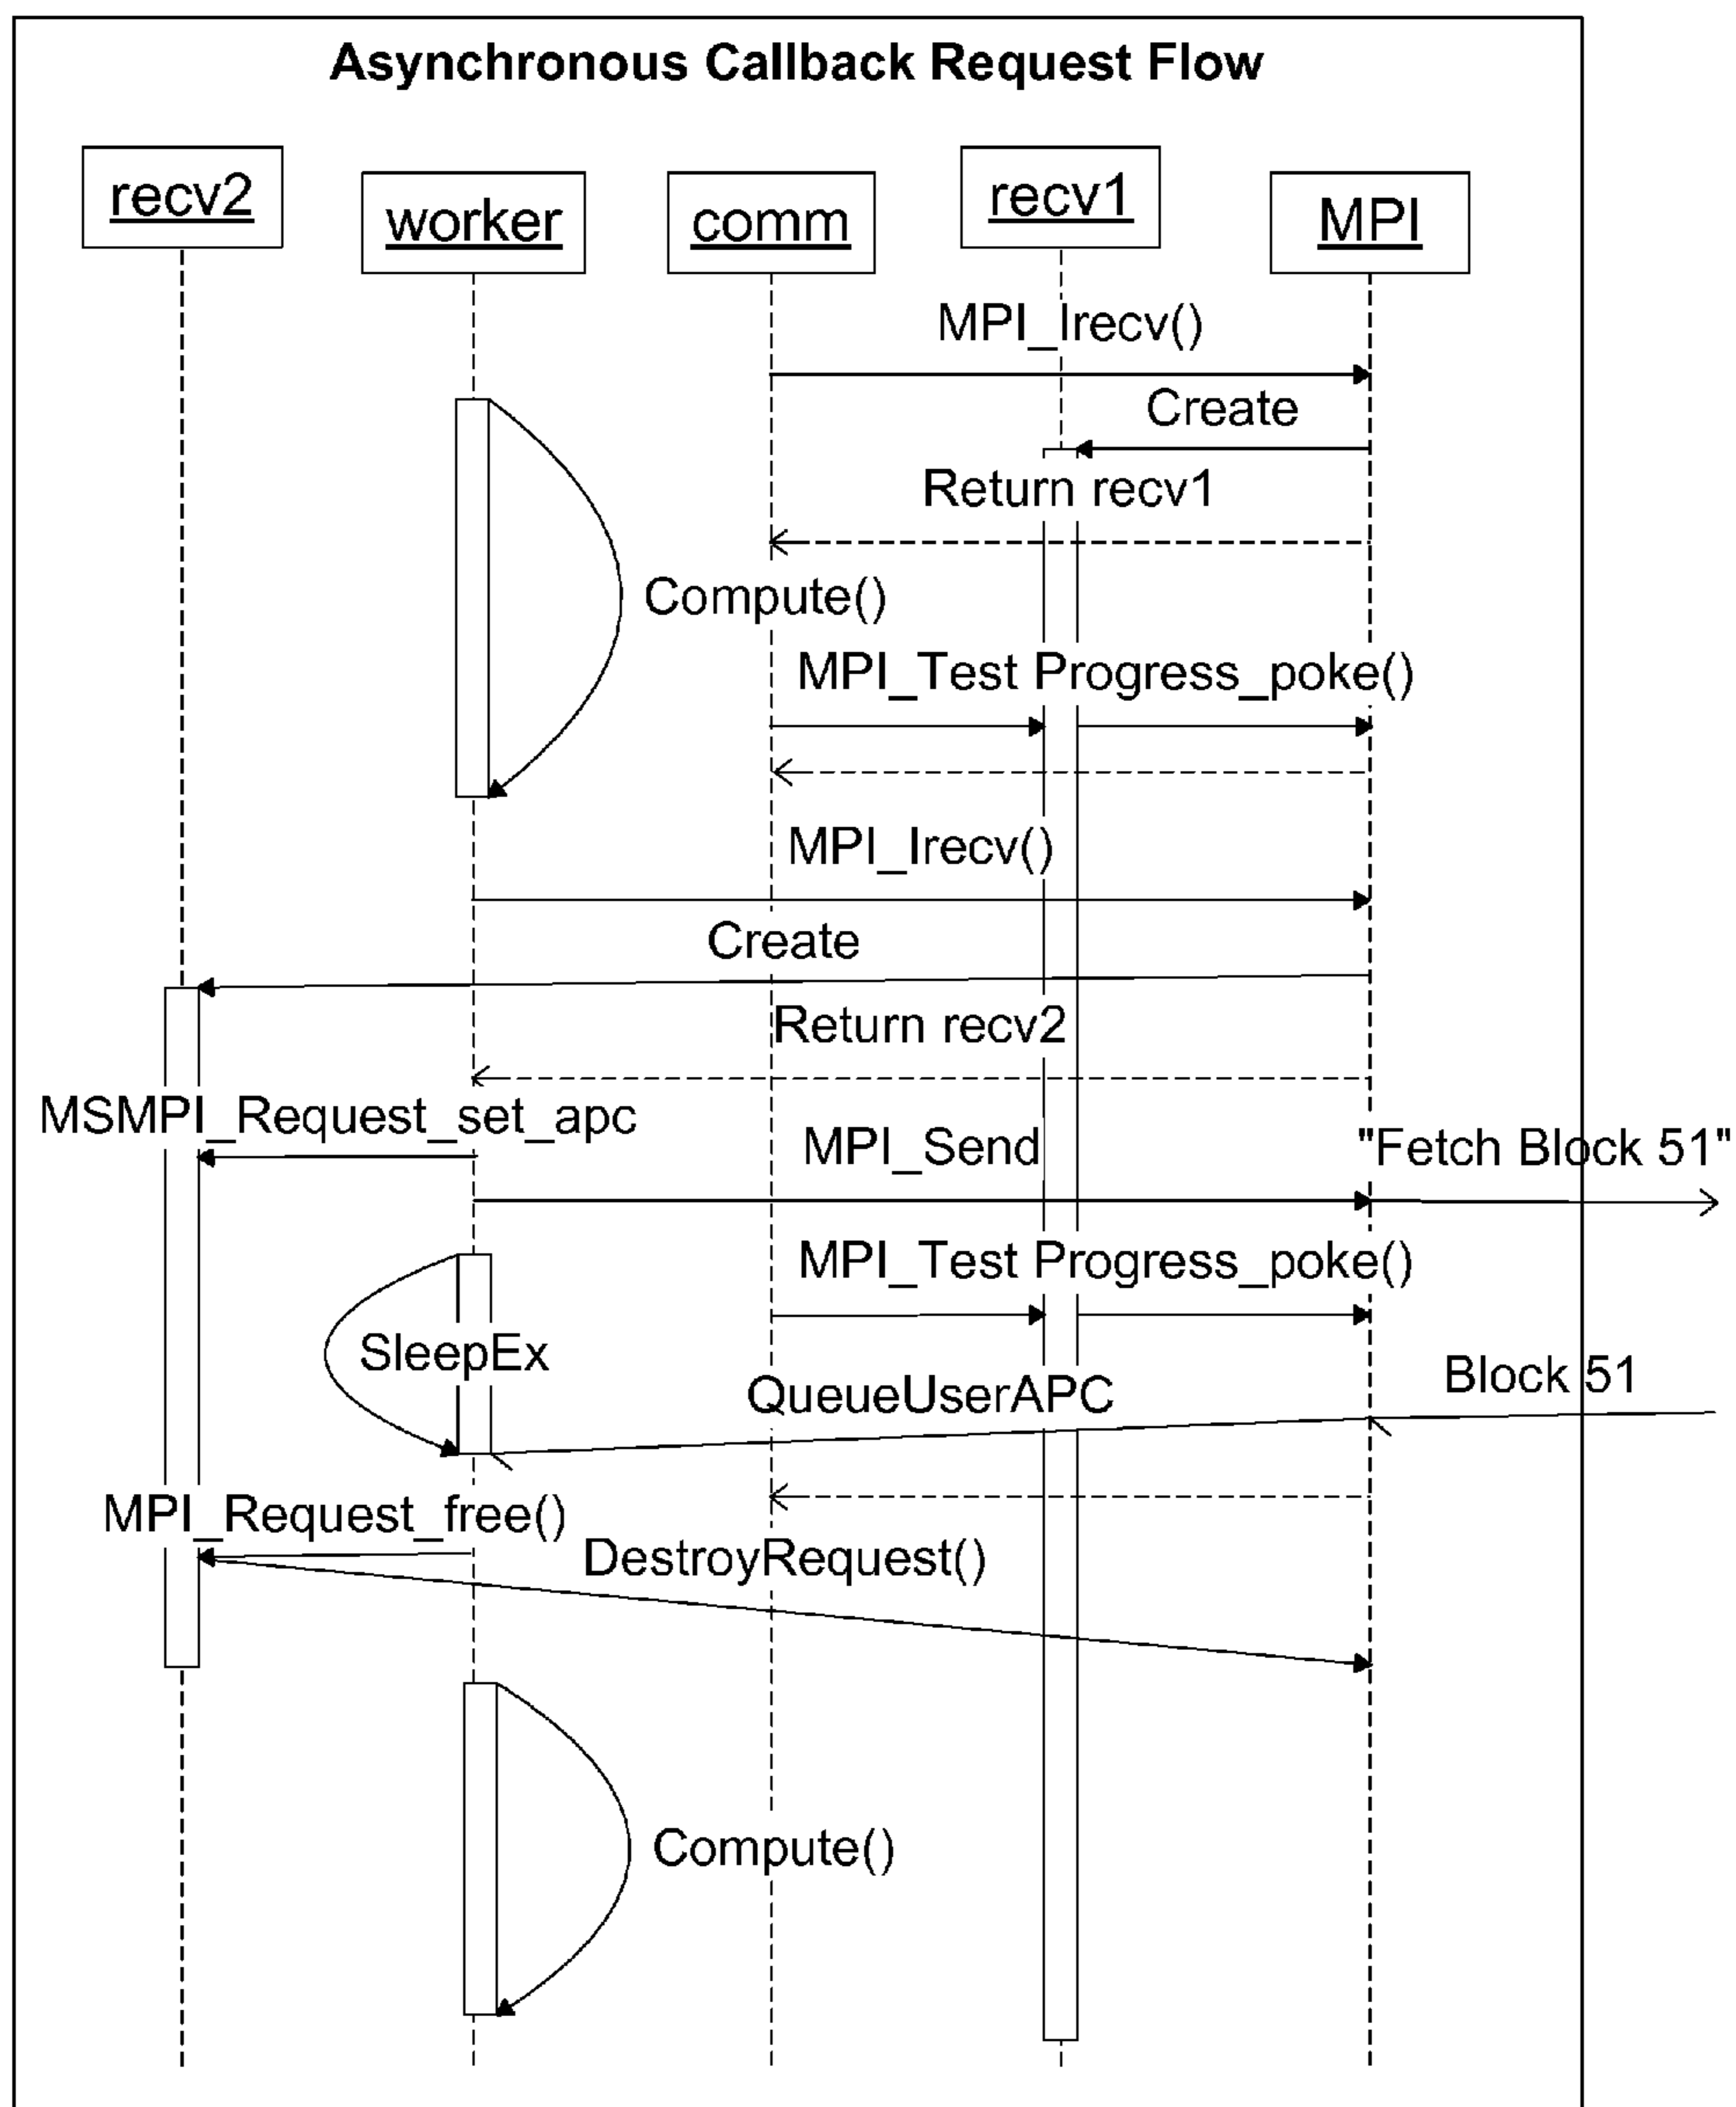 Asynchronous Callback Request Flow
recv2
worker
comm
recv1
MPI
MPI_Irecv()
Create
Return recv1
Compute()
MPI_Test Progress_poke()
MPI_Irecv()
Create
Return recv2
MSMPI_Request_set_apc
MPI_Send
"Fetch Block 51"
MPI_Test Progress_poke()
SleepEx
QueueUserAPC
Block 51
MPI_Request_free()
DestroyRequest()
Compute()